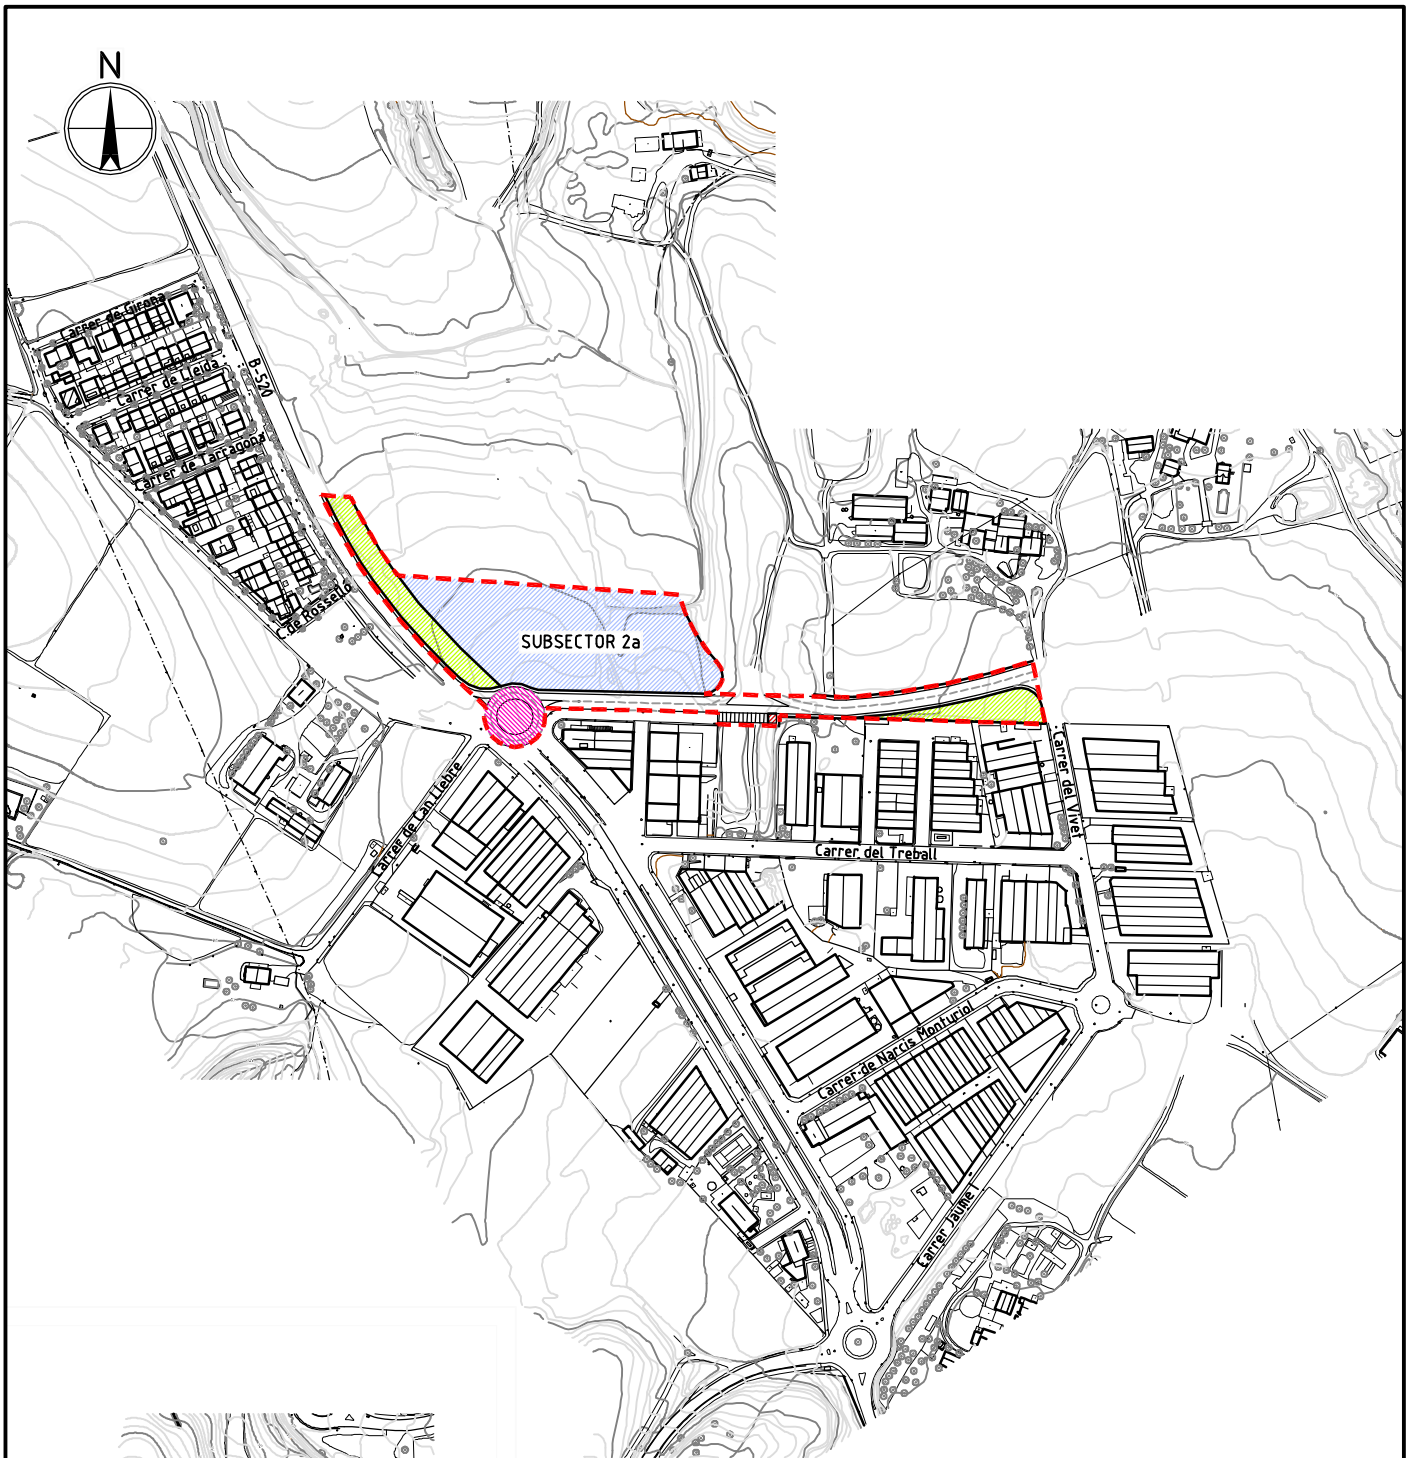 N
Carrer de Girona
B-520
Carrer de Lleida
Carrer de Tarragona
C.de Rosselló
SUBSECTOR 2a
Carrer del Vivet
Carrer de Can Llebre
Carrer del Treball
Carrer de Narcis Monturiol
Carrer Jaume I